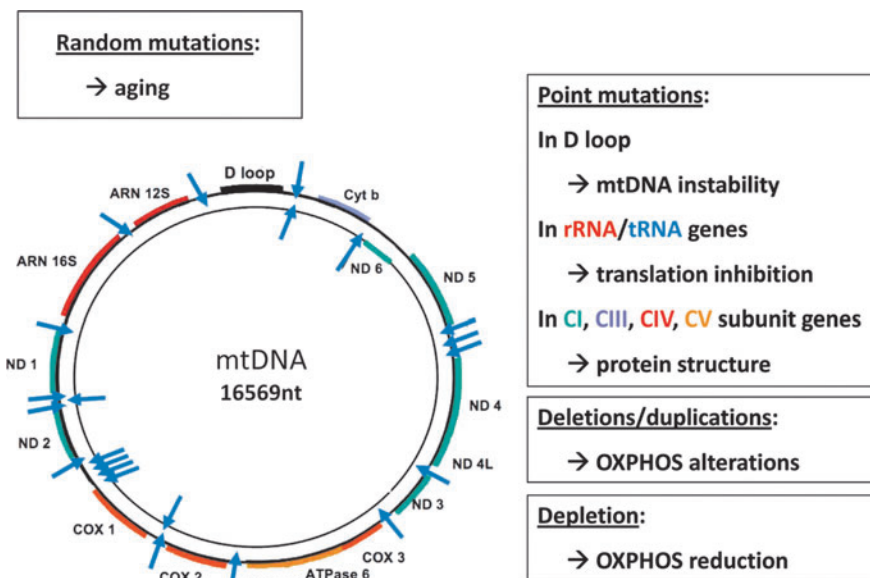 Random mutations:
→ aging
D loop
Cyt b
ARN 12S
ARN 16S
ND 6
ND 5
ND 1
ND 4
ND 2
ND 4L
ND 3
COX 1
COX 3
COX 2
ATPase 6
mtDNA
16569nt
Point mutations:
In D loop
→ mtDNA instability
In rRNA/tRNA genes
→ translation inhibition
In CI, CIII, CIV, CV subunit genes
→ protein structure
Deletions/duplications:
→ OXPHOS alterations
Depletion:
→ OXPHOS reduction